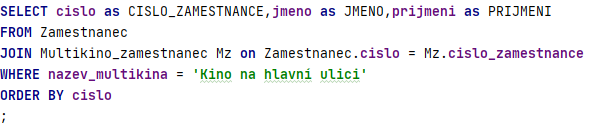 SELECT cislo as CISLO_ZAMESTNANCE,jmeno as JMENO,prijmeni as PRIJMENI
FROM Zamestnanec
JOIN Multikino_zamestnanec Mz on Zamestnanec.cislo = Mz.cislo_zamestnance
WHERE nazev_multikina = 'Kino na hlavní ulici'
ORDER BY cislo
;